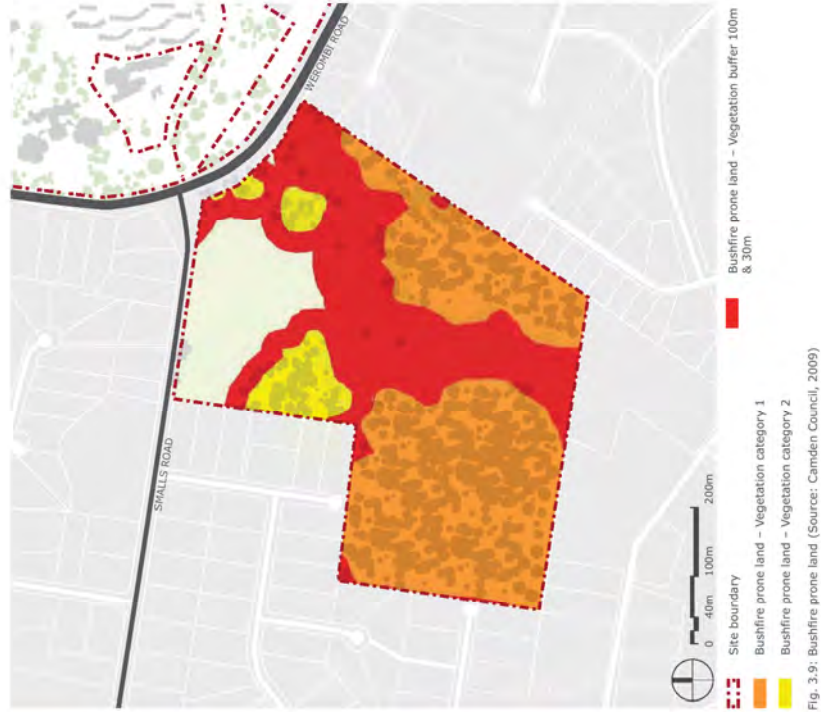 WEROMBI ROAD
SMALLS ROAD
0 40m 100m 200m
Site boundary
Bushfire prone land – Vegetation category 1
Bushfire prone land – Vegetation category 2
Bushfire prone land – Vegetation buffer 100m
& 30m
Fig. 3.9: Bushfire prone land (Source: Camden Council, 2009)